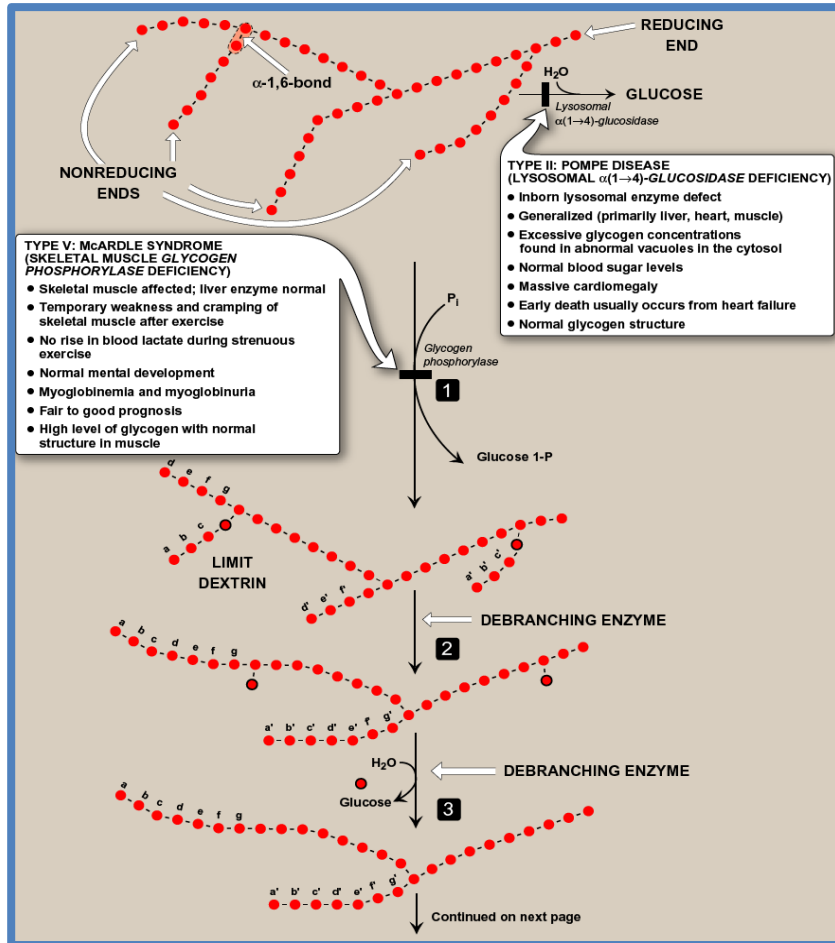 REDUCING
END
α-1,6-bond
H2O
GLUCOSE
Lysosomal
α(1→4)-glucosidase
NONREDUCING
ENDS
TYPE II: POMPE DISEASE
(LYSOSOMAL α(1→4)-GLUCOSIDASE DEFICIENCY)
• Inborn lysosomal enzyme defect
• Generalized (primarily liver, heart, muscle)
• Excessive glycogen concentrations
found in abnormal vacuoles in the cytosol
• Normal blood sugar levels
• Massive cardiomegaly
• Early death usually occurs from heart failure
• Normal glycogen structure
TYPE V: McARDLE SYNDROME
(SKELETAL MUSCLE GLYCOGEN
PHOSPHORYLASE DEFICIENCY)
• Skeletal muscle affected; liver enzyme normal
• Temporary weakness and cramping of
skeletal muscle after exercise
• No rise in blood lactate during strenuous
exercise
• Normal mental development
• Myoglobinemia and myoglobinuria
• Fair to good prognosis
• High level of glycogen with normal
structure in muscle
Pi
Glycogen
phosphorylase
1
Glucose 1-P
d e f g
a b c
LIMIT
DEXTRIN
a' b' c'
d' e' f'
DEBRANCHING ENZYME
2
a b c d e f g
a' b' c' d' e' f' g'
H2O
DEBRANCHING ENZYME
Glucose
3
a b c d e f g
a' b' c' d' e' f' g'
Continued on next page